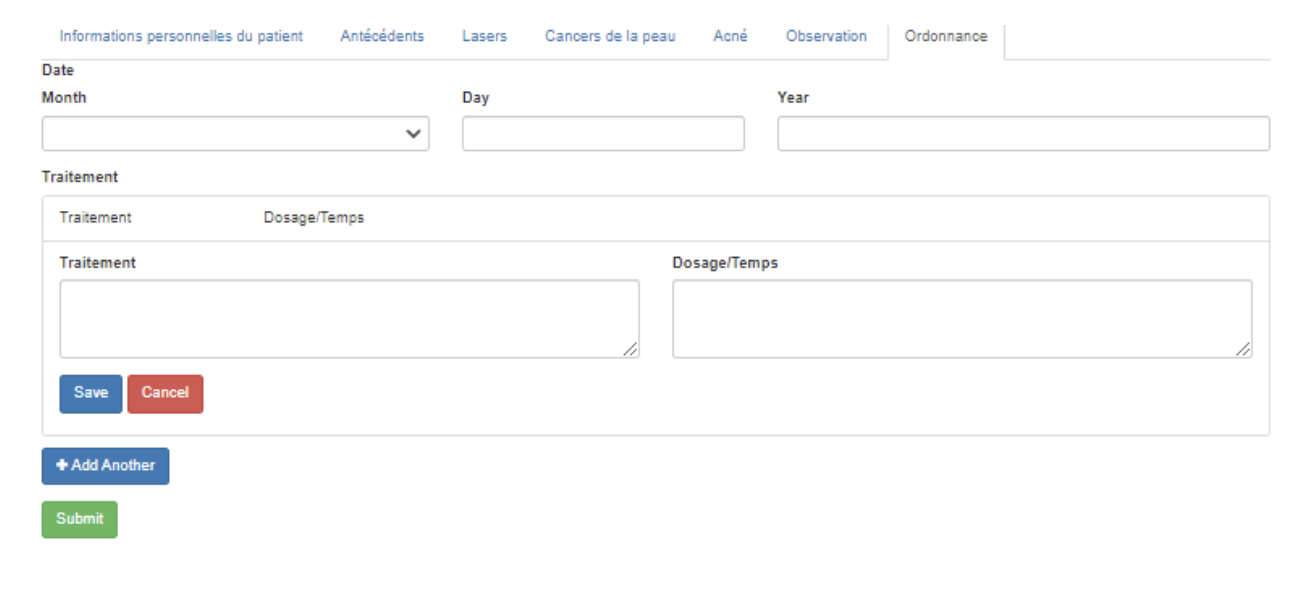 Informations personnelles du patient Antécédents Lasers Cancers de la peau Acné Observation Ordonnance
Date
Month Day Year
Traitement
Traitement Dosage/Temps
Traitement Dosage/Temps
Save Cancel
+ Add Another
Submit